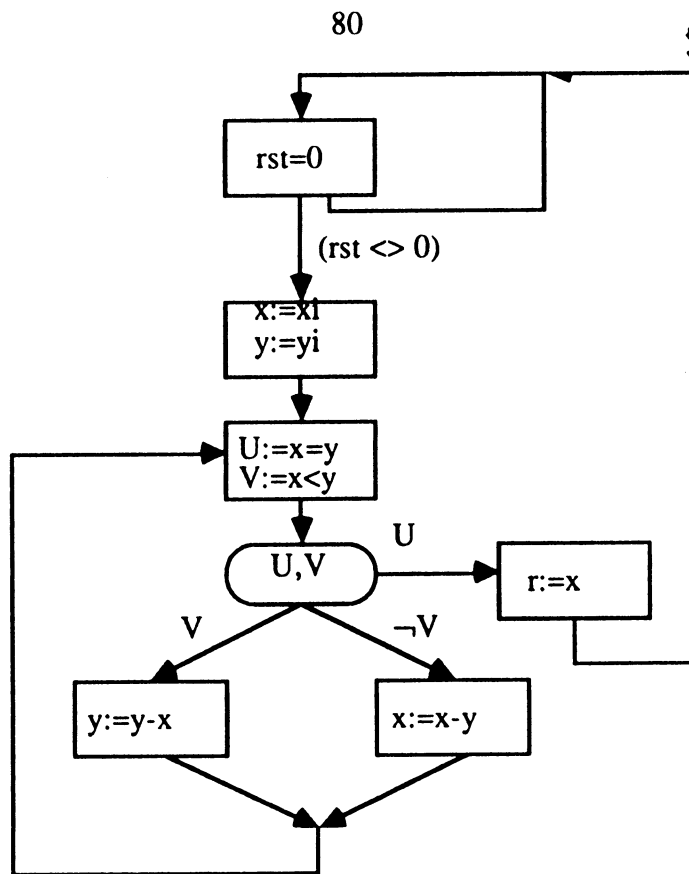 80
rst=0
(rst <> 0)
x:=xi
y:=yi
U:=x=y
V:=x<y
U
U,V
r:=x
V
¬V
y:=y-x
x:=x-y